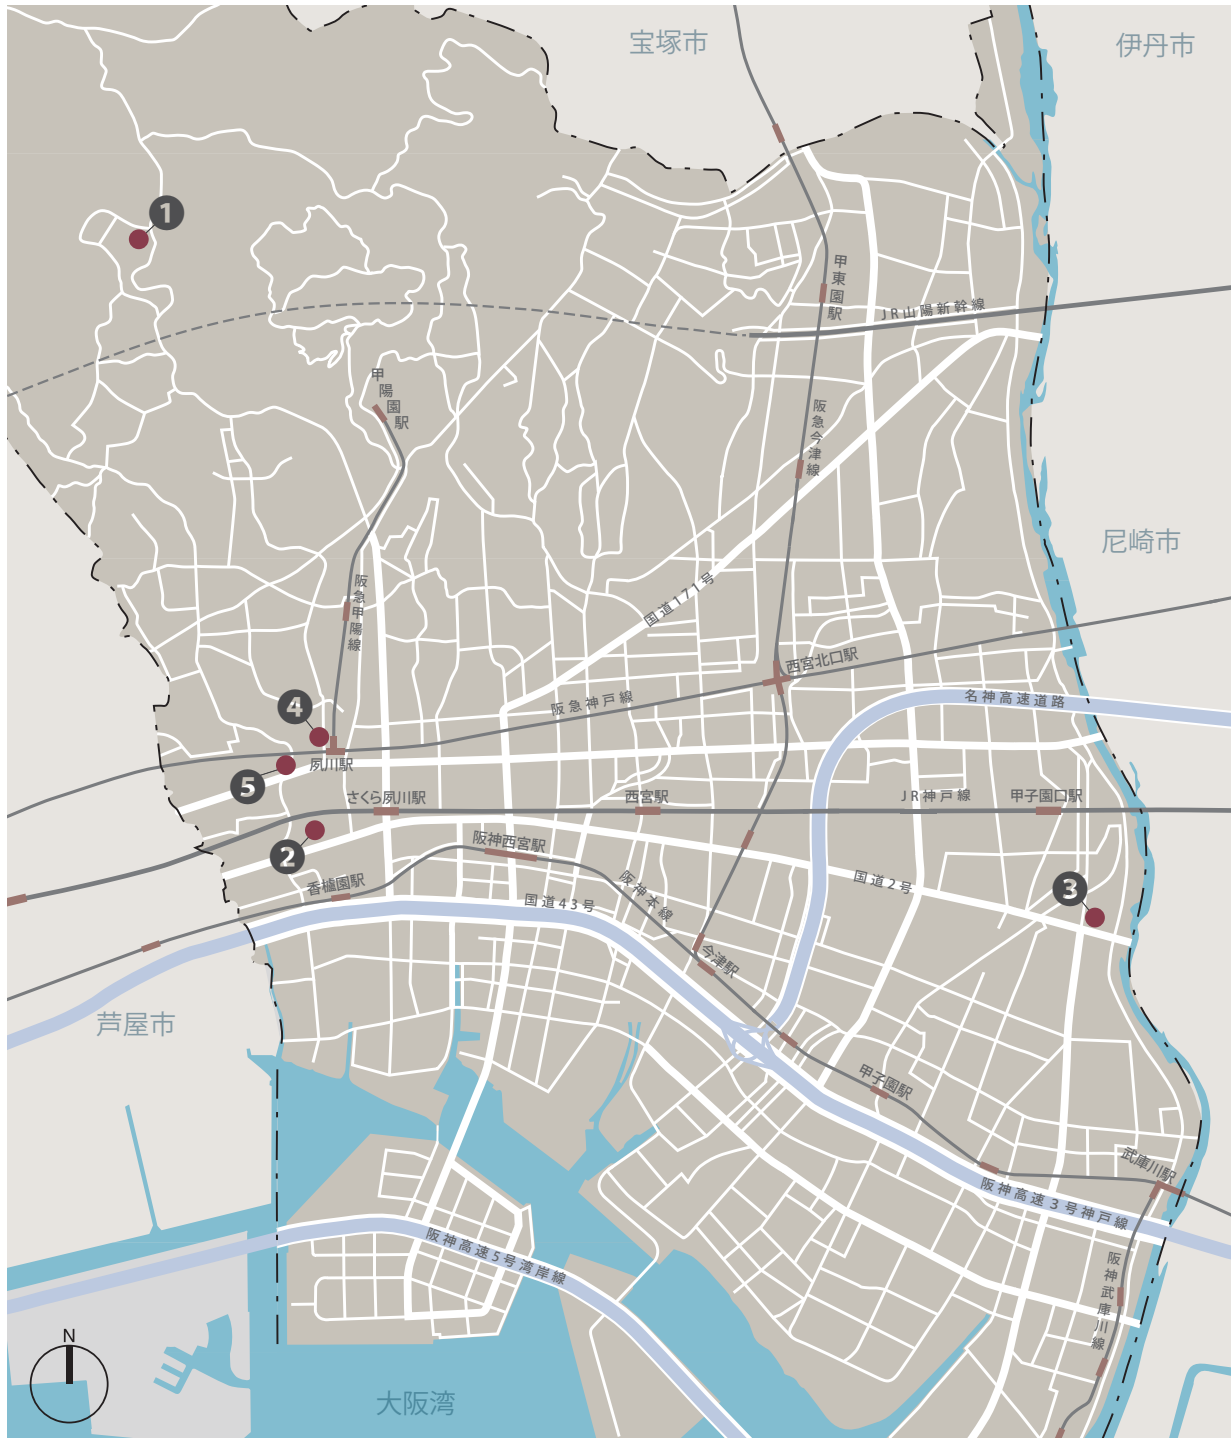 宝塚市
伊丹市
1
甲東園駅
JR山陽新幹線
甲陽園駅
阪急今津線
尼崎市
国道171号
阪急甲陽線
西宮北口駅
名神高速道路
阪急神戸線
4
夙川駅
5
さくら夙川駅
西宮駅
JR神戸線
甲子園口駅
2
阪神西宮駅
香櫨園駅
国道2号
3
阪神本線
国道43号
今津駅
芦屋市
甲子園駅
武庫川駅
阪神高速3号神戸線
阪神高速5号湾岸線
阪神武庫川線
N
大阪湾